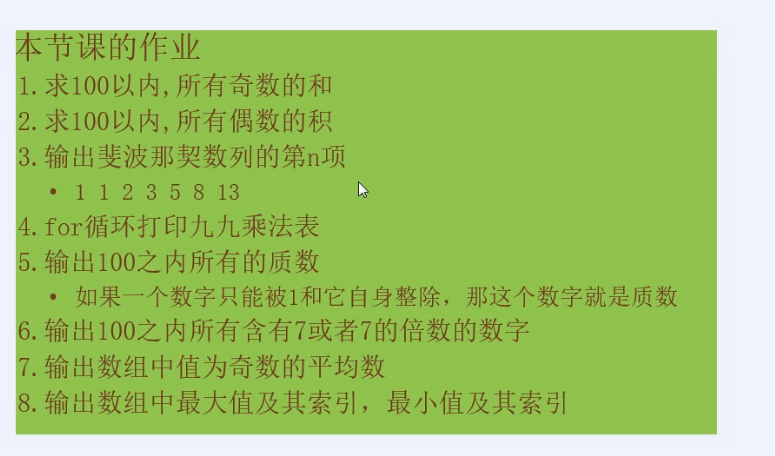 本节课的作业
1.求100以内,所有奇数的和
2.求100以内,所有偶数的积
3.输出斐波那契数列的第n项
• 1 1 2 3 5 8 13
4.for循环打印九九乘法表
5.输出100之内所有的质数
• 如果一个数字只能被1和它自身整除，那这个数字就是质数
6.输出100之内所有含有7或者7的倍数的数字
7.输出数组中值为奇数的平均数
8.输出数组中最大值及其索引，最小值及其索引